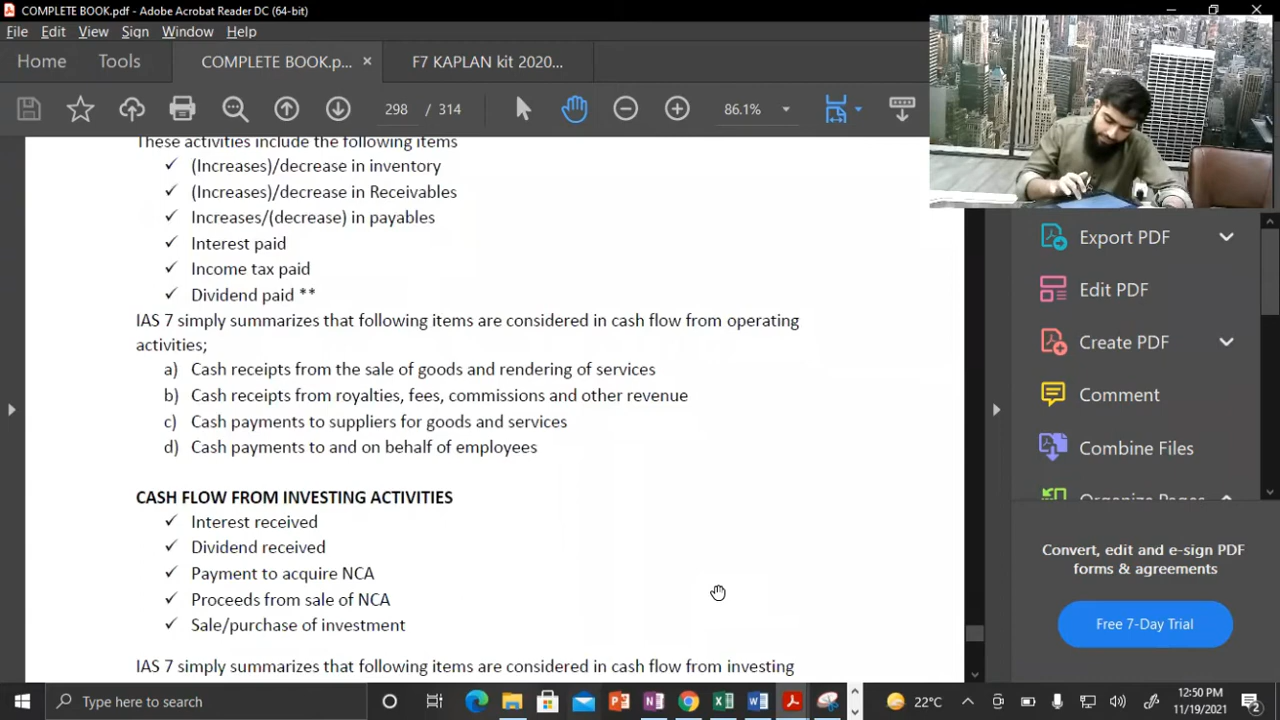 COMPLETE BOOK.pdf - Adobe Acrobat Reader DC (64-bit)
File Edit View Sign Window Help
Home Tools COMPLETE BOOK.p... × F7 KAPLAN kit 2020...
298 / 314 86.1%
These activities include the following items
✓ (Increases)/decrease in inventory
✓ (Increases)/decrease in Receivables
✓ Increases/(decrease) in payables
✓ Interest paid
✓ Income tax paid
✓ Dividend paid **
IAS 7 simply summarizes that following items are considered in cash flow from operating
activities;
a) Cash receipts from the sale of goods and rendering of services
b) Cash receipts from royalties, fees, commissions and other revenue
c) Cash payments to suppliers for goods and services
d) Cash payments to and on behalf of employees
CASH FLOW FROM INVESTING ACTIVITIES
✓ Interest received
✓ Dividend received
✓ Payment to acquire NCA
✓ Proceeds from sale of NCA
✓ Sale/purchase of investment
IAS 7 simply summarizes that following items are considered in cash flow from investing
Export PDF
Edit PDF
Create PDF
Comment
Combine Files
Organize Pages
Convert, edit and e-sign PDF
forms & agreements
Free 7-Day Trial
Type here to search
22°C
12:50 PM
11/19/2021
2